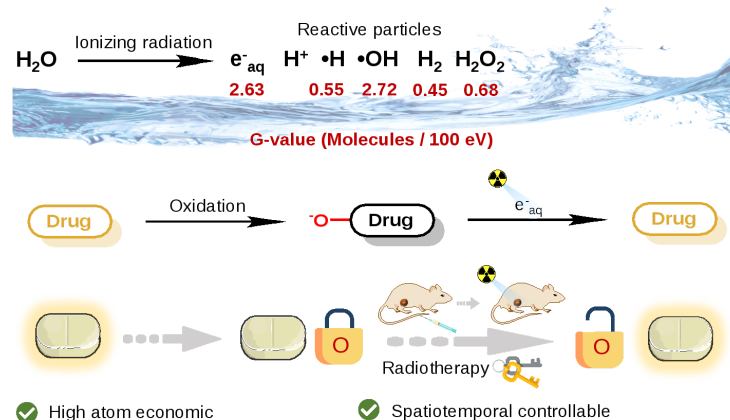 Reactive particles
Ionizing radiation
H₂O e⁻aq H⁺ •H •OH H₂ H₂O₂
2.63 0.55 2.72 0.45 0.68
G-value (Molecules / 100 eV)
Drug Oxidation ⁻O Drug e⁻aq Drug
O O
Radiotherapy
High atom economic Spatiotemporal controllable